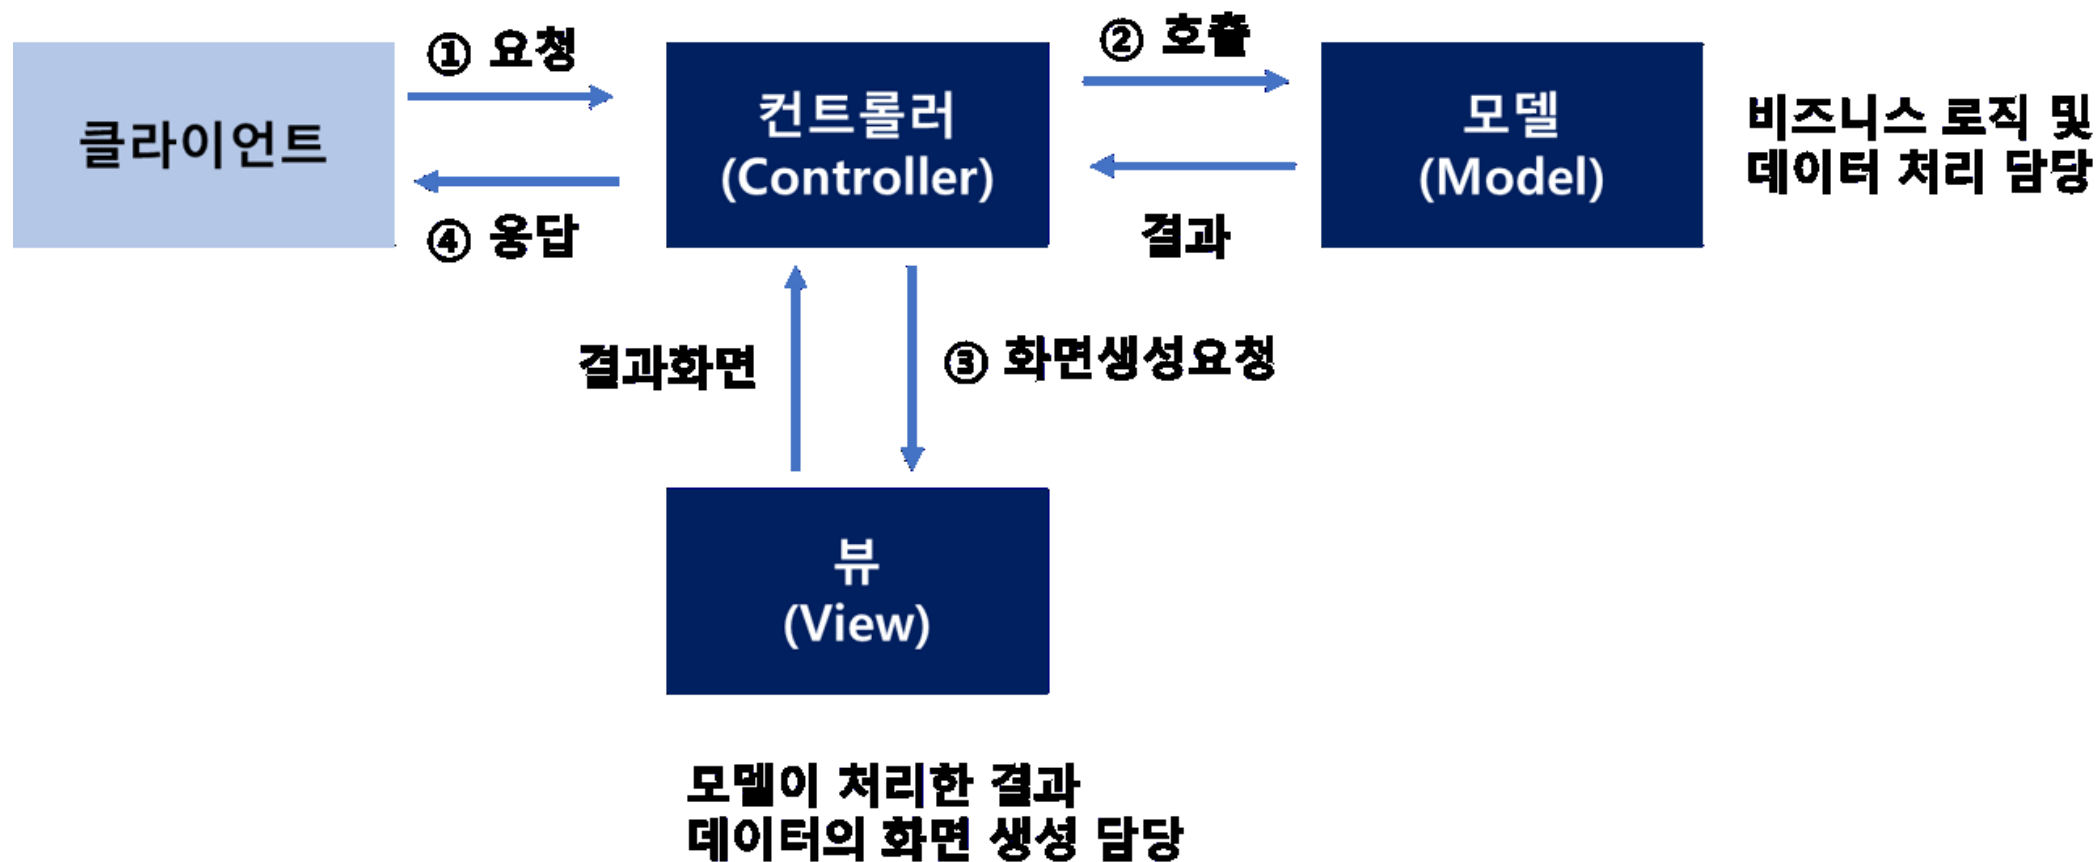 클라이언트
① 요청
④ 응답
컨트롤러
(Controller)
② 호출
결과
모델
(Model)
비즈니스 로직 및
데이터 처리 담당
결과화면
③ 화면생성요청
뷰
(View)
모델이 처리한 결과
데이터의 화면 생성 담당